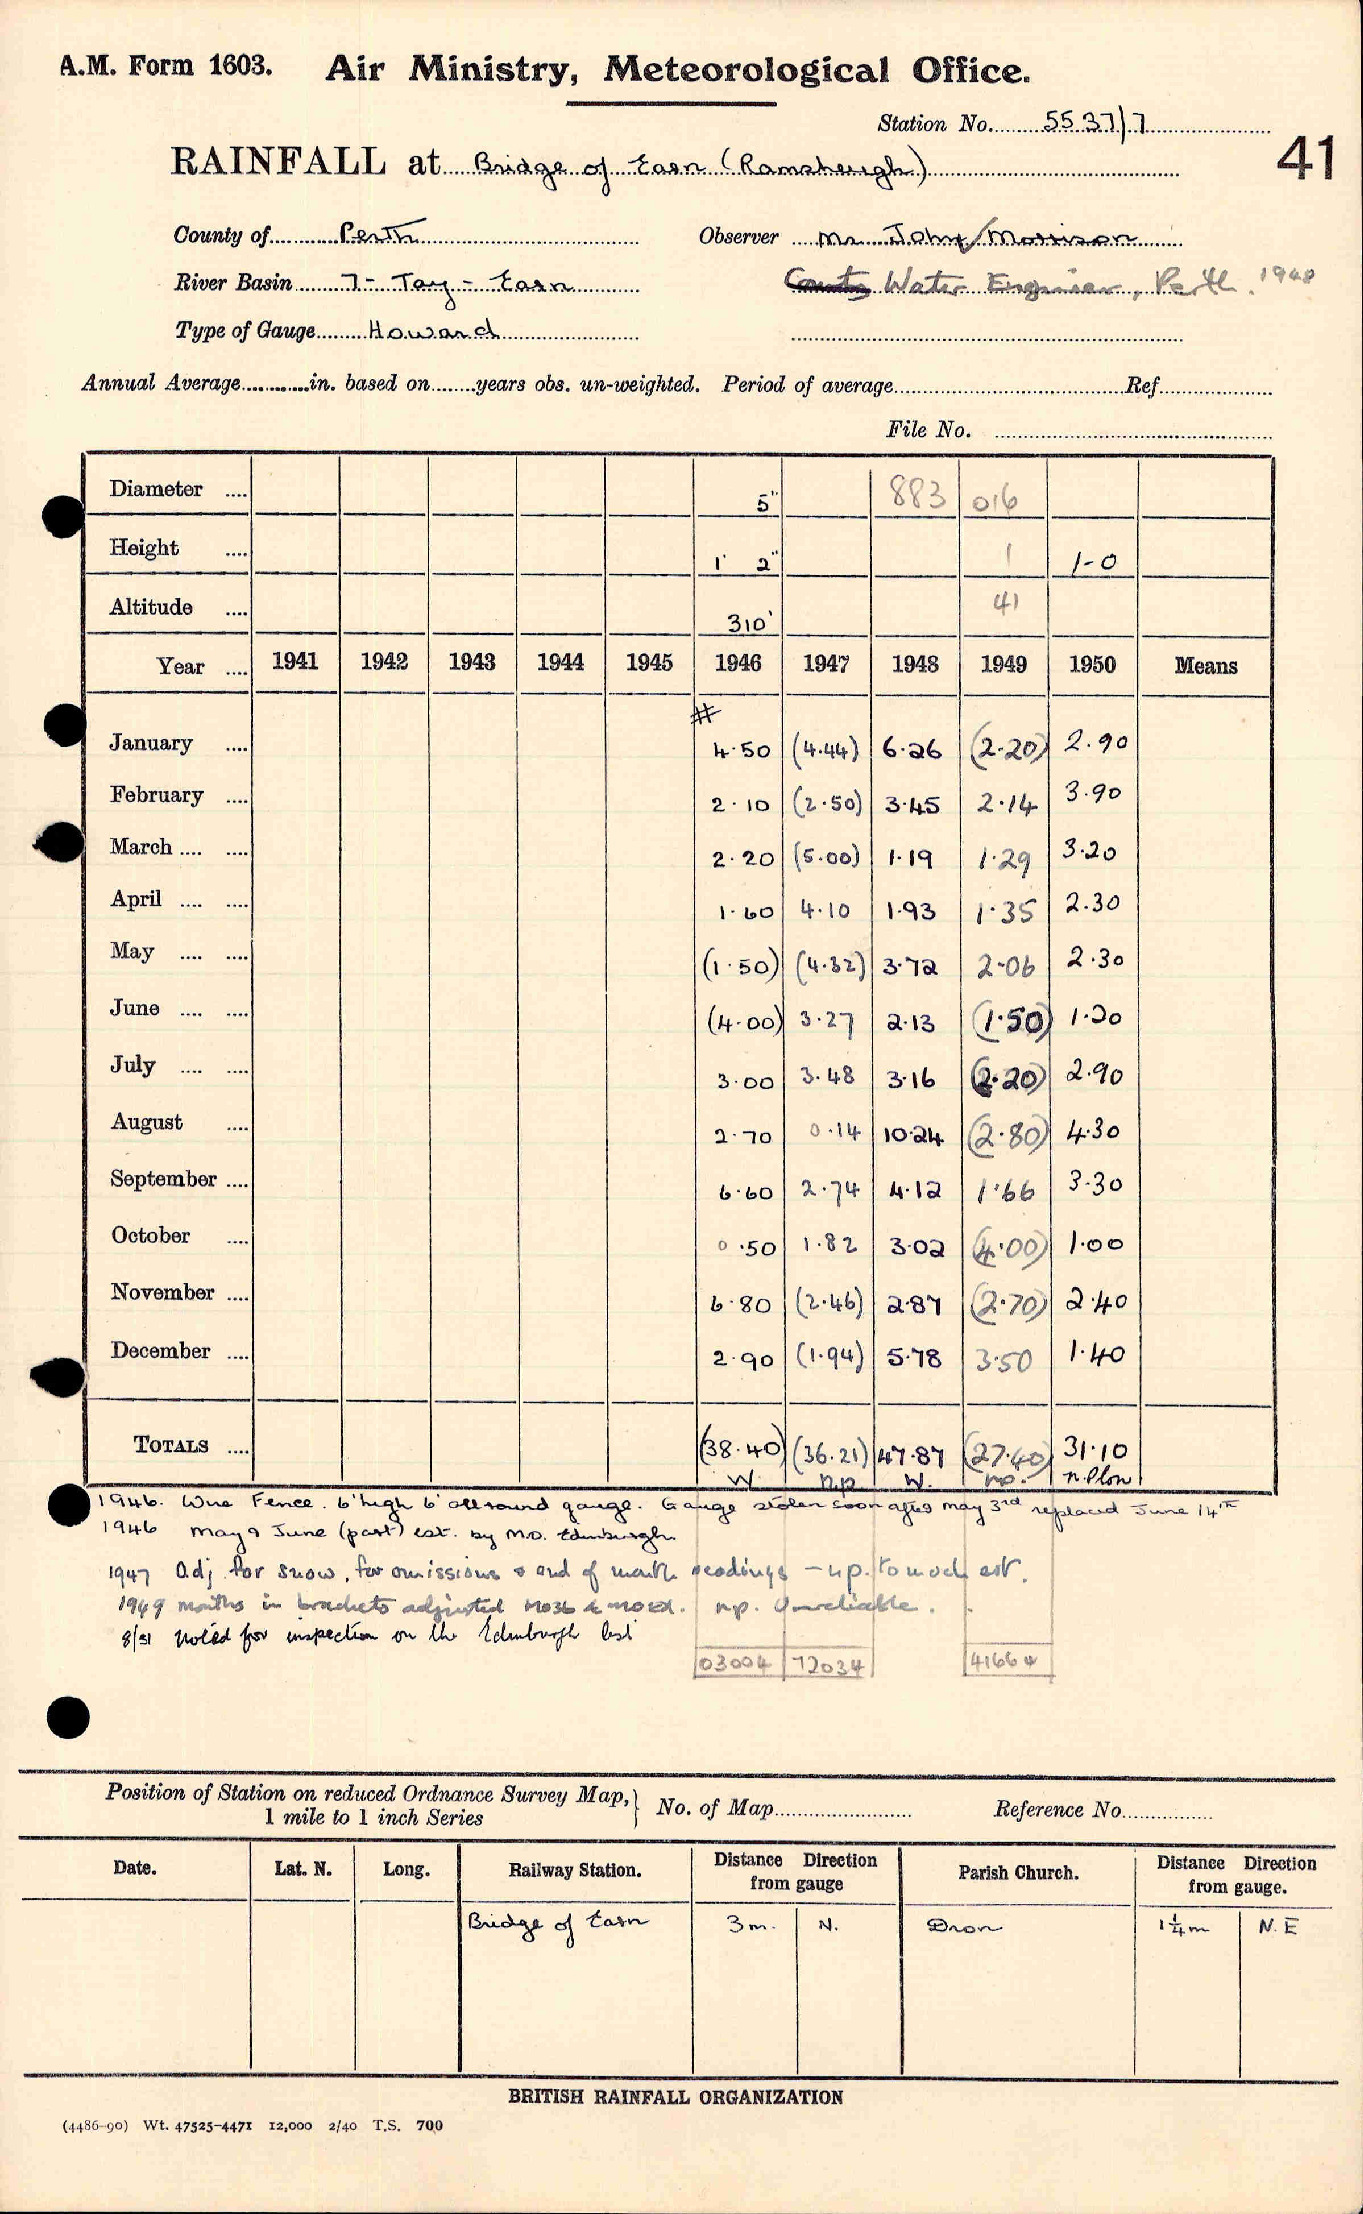 A.M. Form 1603. Air Ministry, Meteorological Office.
Station No. 5537/7
41
RAINFALL at Bridge of Earn (Ramsheugh)
County of Perth Observer Mr John Morrison
River Basin 7 - Tay - Earn County Water Engineer, Perth. 1948
Type of Gauge Howard
Annual Average in. based on years obs. un-weighted. Period of average Ref.
File No.
Diameter .... 5" 883 016
Height .... 1' 2" 1 1-0
Altitude .... 310' 41
Year .... 1941 1942 1943 1944 1945 1946 1947 1948 1949 1950 Means
#
January .... 4.50 (4.44) 6.26 (2.20) 2.90
February .... 2.10 (2.50) 3.45 2.14 3.90
March .... .... 2.20 (5.00) 1.19 1.29 3.20
April .... .... 1.60 4.10 1.93 1.35 2.30
May .... .... (1.50) (4.32) 3.72 2.06 2.30
June .... .... (4.00) 3.27 2.13 (1.50) 1.20
July .... .... 3.00 3.48 3.16 (2.20) 2.90
August .... 2.70 0.14 10.24 (2.80) 4.30
September .... 6.60 2.74 4.12 1.66 3.30
October .... 0.50 1.82 3.02 (4.00) 1.00
November .... 6.80 (2.46) 2.87 (2.70) 2.40
December .... 2.90 (1.94) 5.78 3.50 1.40
TOTALS .... (38.40) (36.21) 47.87 (27.40) 31.10
W. n.p W. n.p.
1946. Wire Fence. 6' high 6' all round gauge. Gauge stolen soon after May 3rd replaced June 14th
1946 May & June (part) est. by M.O. Edinburgh
1947 Adj. for snow, for omissions & end of month readings - n.p. to much est.
1949 months in brackets adjusted n.p. Unreliable.
8/51 Noted for inspection on the Edinburgh list
03004 72034 41664
Position of Station on reduced Ordnance Survey Map, } No. of Map Reference No.
1 mile to 1 inch Series
Date. Lat. N. Long. Railway Station. Distance Direction from gauge Parish Church. Distance Direction from gauge.
Bridge of Earn 3 m. N. Dron 1¼ m N.E
BRITISH RAINFALL ORGANIZATION
(4486-90) Wt. 47525-4471 12,000 2/40 T.S. 700